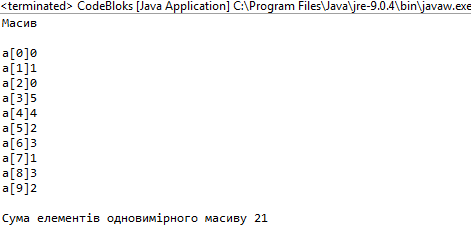 <terminated> CodeBloks [Java Application] C:\Program Files\Java\jre-9.0.4\bin\javaw.exe
Масив
a[0]0
a[1]1
a[2]0
a[3]5
a[4]4
a[5]2
a[6]3
a[7]1
a[8]3
a[9]2
Сума елементів одновимірного масиву 21